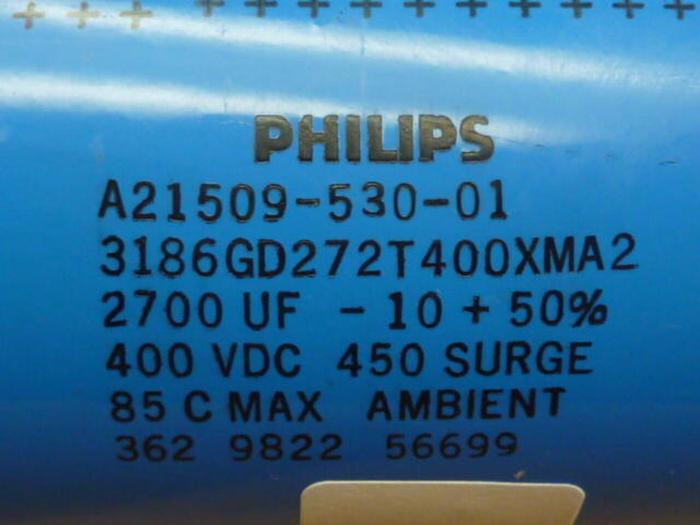 + + + + + + + + + + + + +
PHILIPS
A21509-530-01
3186GD272T400XMA2
2700 UF - 10 + 50%
400 VDC 450 SURGE
85 C MAX AMBIENT
362 9822 56699